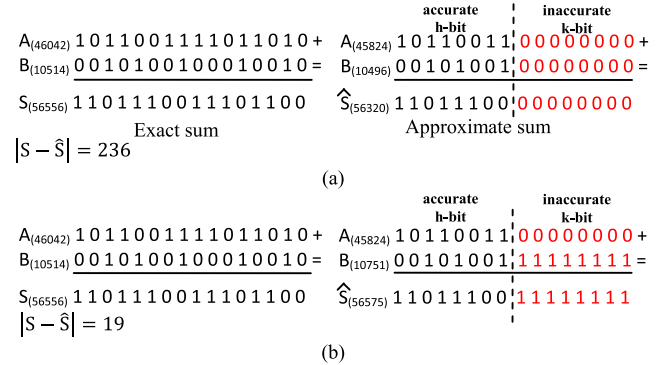 accurate inaccurate
h-bit k-bit
A(46042) 1 0 1 1 0 0 1 1 1 1 0 1 1 0 1 0 + A(45824) 1 0 1 1 0 0 1 1 0 0 0 0 0 0 0 0 +
B(10514) 0 0 1 0 1 0 0 1 0 0 0 1 0 0 1 0 = B(10496) 0 0 1 0 1 0 0 1 0 0 0 0 0 0 0 0 =
S(56556) 1 1 0 1 1 1 0 0 1 1 1 0 1 1 0 0 Ŝ(56320) 1 1 0 1 1 1 0 0 0 0 0 0 0 0 0 0
Exact sum Approximate sum
|S − Ŝ| = 236
(a)
accurate inaccurate
h-bit k-bit
A(46042) 1 0 1 1 0 0 1 1 1 1 0 1 1 0 1 0 + A(45824) 1 0 1 1 0 0 1 1 0 0 0 0 0 0 0 0 +
B(10514) 0 0 1 0 1 0 0 1 0 0 0 1 0 0 1 0 = B(10751) 0 0 1 0 1 0 0 1 1 1 1 1 1 1 1 1 =
S(56556) 1 1 0 1 1 1 0 0 1 1 1 0 1 1 0 0 Ŝ(56575) 1 1 0 1 1 1 0 0 1 1 1 1 1 1 1 1
|S − Ŝ| = 19
(b)